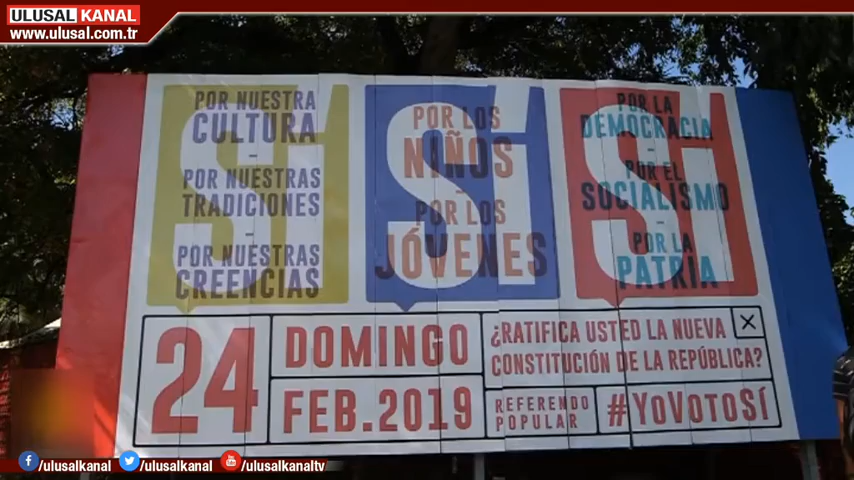 ULUSAL KANAL
www.ulusal.com.tr
POR NUESTRA
CULTURA
-
POR NUESTRAS
TRADICIONES
-
POR NUESTRAS
CREENCIAS
Sí
POR LOS
NIÑOS
-
POR LOS
JÓVENES
Sí
POR LA
DEMOCRACIA
-
POR EL
SOCIALISMO
-
POR LA
PATRIA
Sí
24
DOMINGO
FEB.2019
¿RATIFICA USTED LA NUEVA
CONSTITUCIÓN DE LA REPÚBLICA?
X
REFERENDO
POPULAR
#YoVotoSí
/ulusalkanal
/ulusalkanal
/ulusalkanaltv